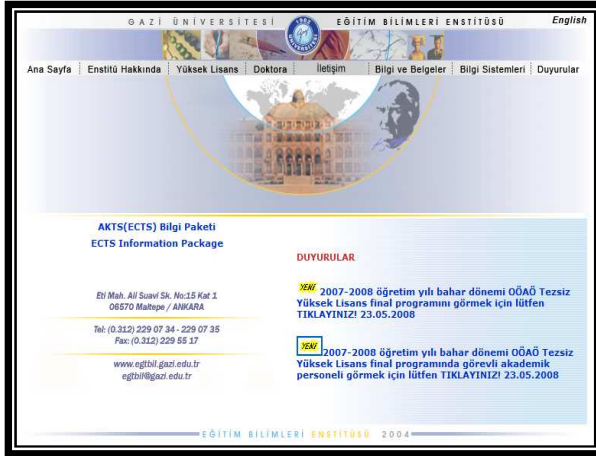 GAZİ ÜNİVERSİTESİ
EĞİTİM BİLİMLERİ ENSTİTÜSÜ
English
Ana Sayfa
Enstitü Hakkında
Yüksek Lisans
Doktora
İletişim
Bilgi ve Belgeler
Bilgi Sistemleri
Duyurular
AKTS(ECTS) Bilgi Paketi
ECTS Information Package
Eti Mah. Ali Suavi Sk. No:15 Kat 1
06570 Maltepe / ANKARA
Tel: (0.312) 229 07 34 - 229 07 35
Fax: (0.312) 229 55 17
www.egtbil.gazi.edu.tr
egtbil@gazi.edu.tr
DUYURULAR
YENİ 2007-2008 öğretim yılı bahar dönemi OÖAÖ Tezsiz
Yüksek Lisans final programını görmek için lütfen
TIKLAYINIZ! 23.05.2008
YENİ 2007-2008 öğretim yılı bahar dönemi OÖAÖ Tezsiz
Yüksek Lisans final programında görevli akademik
personeli görmek için lütfen TIKLAYINIZ! 23.05.2008
EĞİTİM BİLİMLERİ ENSTİTÜSÜ 2004